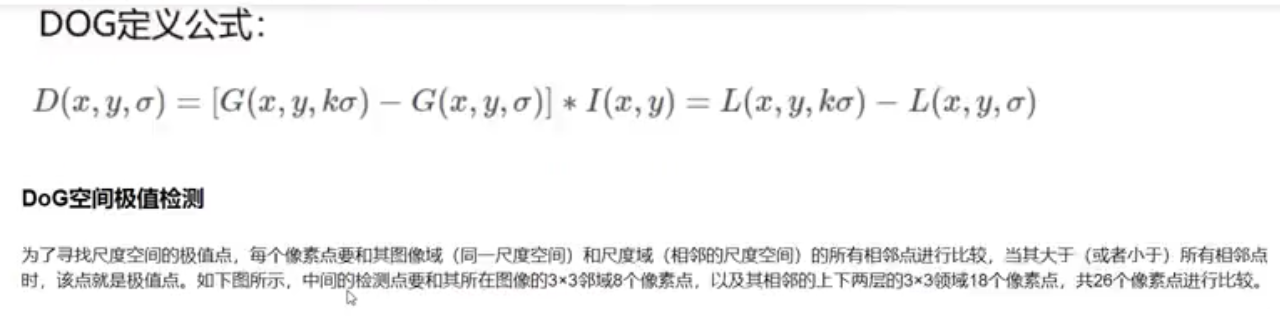 DOG定义公式：
D(x, y, σ) = [G(x, y, kσ) − G(x, y, σ)] ∗ I(x, y) = L(x, y, kσ) − L(x, y, σ)
DoG空间极值检测
为了寻找尺度空间的极值点，每个像素点要和其图像域（同一尺度空间）和尺度域（相邻的尺度空间）的所有相邻点进行比较，当其大于（或者小于）所有相邻点
时，该点就是极值点。如下图所示，中间的检测点要和其所在图像的3×3邻域8个像素点，以及其相邻的上下两层的3×3领域18个像素点，共26个像素点进行比较。